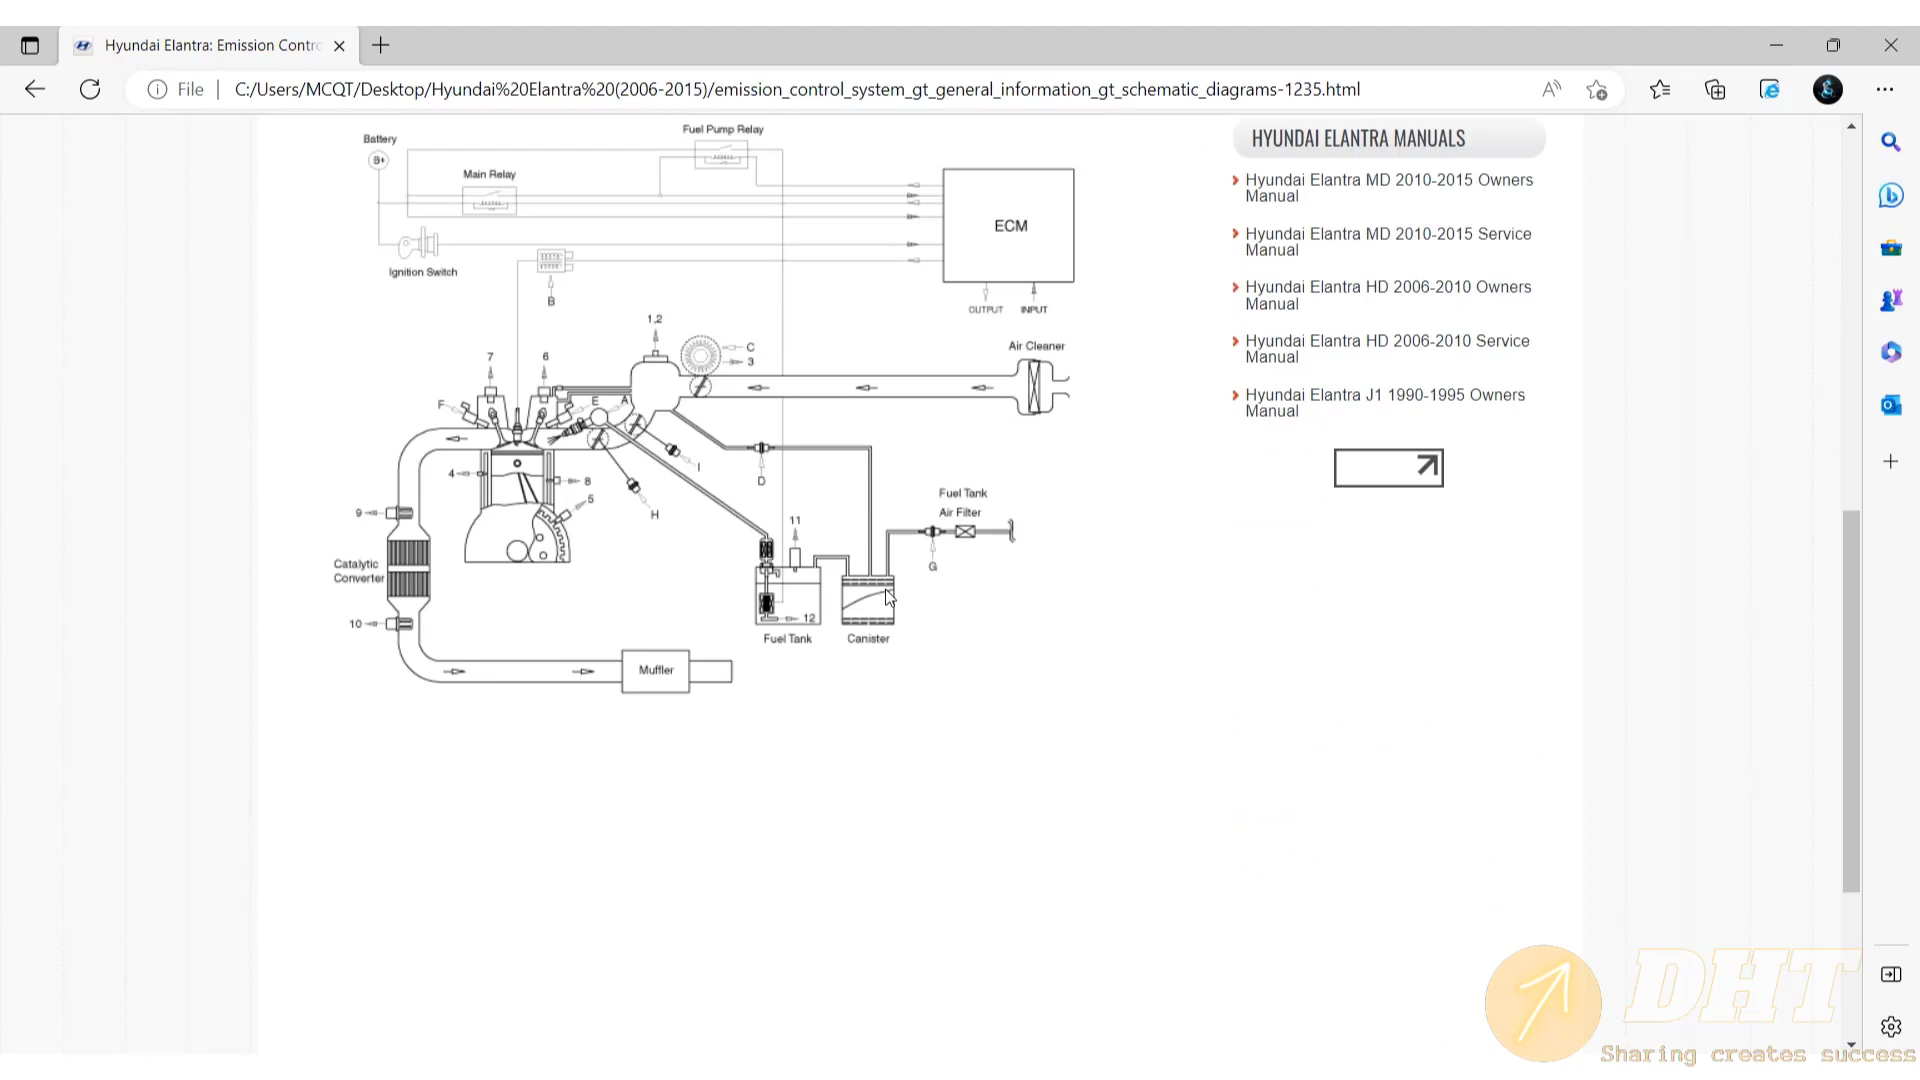 Hyundai Elantra: Emission Contro
File
C:/Users/MCQT/Desktop/Hyundai%20Elantra%20(2006-2015)/emission_control_system_gt_general_information_gt_schematic_diagrams-1235.html
Fuel Pump Relay
Battery
B+
Main Relay
ECM
Ignition Switch
B
OUTPUT INPUT
1,2
C
3
Air Cleaner
7
6
F
E
A
4
8
5
I
D
H
9
Fuel Tank
Air Filter
11
G
Catalytic
Converter
10
12
Fuel Tank
Canister
Muffler
HYUNDAI ELANTRA MANUALS
Hyundai Elantra MD 2010-2015 Owners
Manual
Hyundai Elantra MD 2010-2015 Service
Manual
Hyundai Elantra HD 2006-2010 Owners
Manual
Hyundai Elantra HD 2006-2010 Service
Manual
Hyundai Elantra J1 1990-1995 Owners
Manual
DHT
Sharing creates success